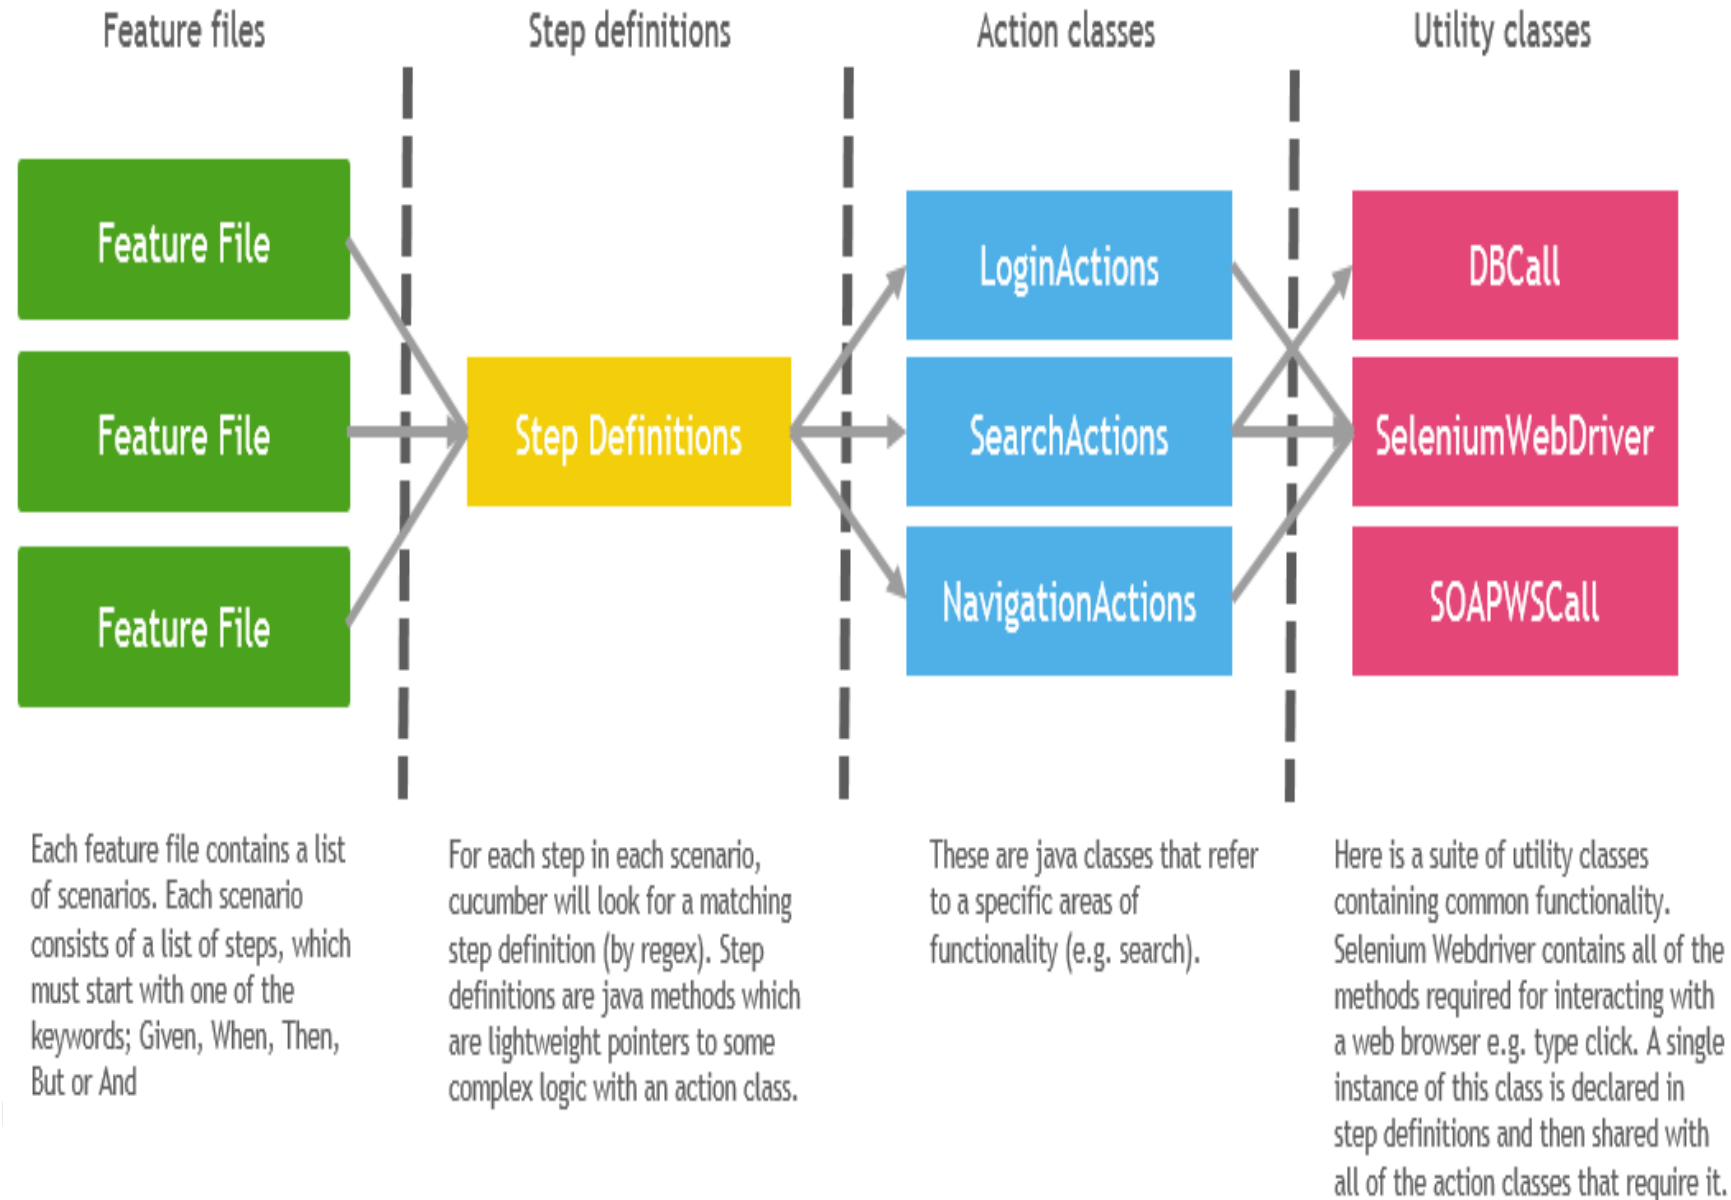 Feature files
Step definitions
Action classes
Utility classes
Feature File
Feature File
Feature File
Step Definitions
LoginActions
SearchActions
NavigationActions
DBCall
SeleniumWebDriver
SOAPWSCall
Each feature file contains a list
of scenarios. Each scenario
consists of a list of steps, which
must start with one of the
keywords; Given, When, Then,
But or And
For each step in each scenario,
cucumber will look for a matching
step definition (by regex). Step
definitions are java methods which
are lightweight pointers to some
complex logic with an action class.
These are java classes that refer
to a specific areas of
functionality (e.g. search).
Here is a suite of utility classes
containing common functionality.
Selenium Webdriver contains all of the
methods required for interacting with
a web browser e.g. type click. A single
instance of this class is declared in
step definitions and then shared with
all of the action classes that require it.